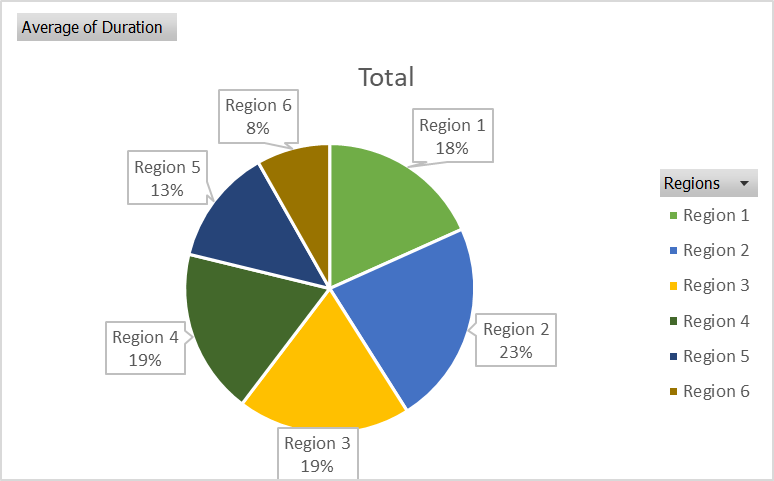 Average of Duration
Total
Region 6
8%
Region 1
18%
Region 5
13%
Region 2
23%
Region 4
19%
Region 3
19%
Regions
Region 1
Region 2
Region 3
Region 4
Region 5
Region 6